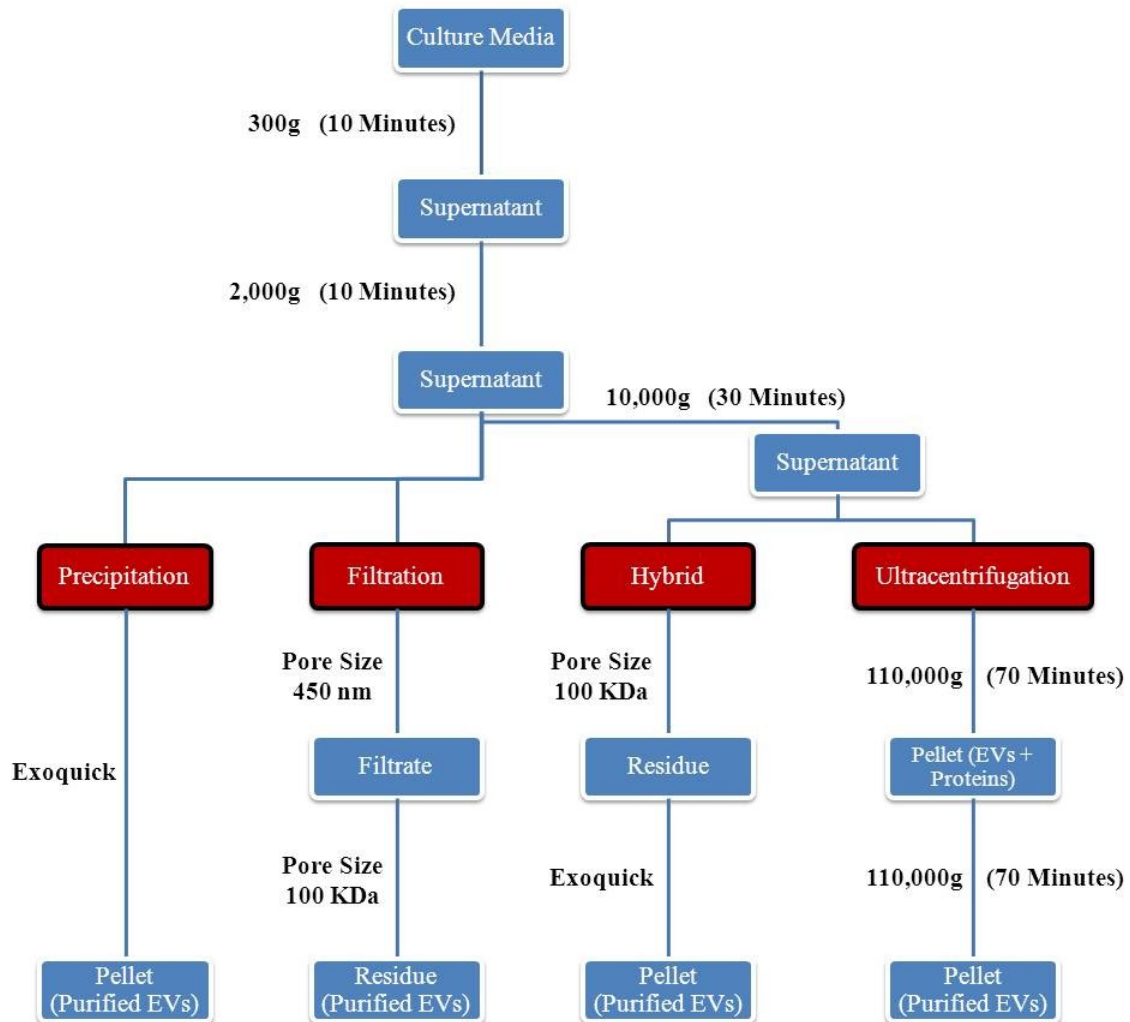 Culture Media
300g (10 Minutes)
Supernatant
2,000g (10 Minutes)
Supernatant
10,000g (30 Minutes)
Supernatant
Precipitation
Filtration
Hybrid
Ultracentrifugation
Pore Size
450 nm
Pore Size
100 KDa
110,000g (70 Minutes)
Exoquick
Filtrate
Residue
Pellet (EVs +
Proteins)
Pore Size
100 KDa
Exoquick
110,000g (70 Minutes)
Pellet
(Purified EVs)
Residue
(Purified EVs)
Pellet
(Purified EVs)
Pellet
(Purified EVs)